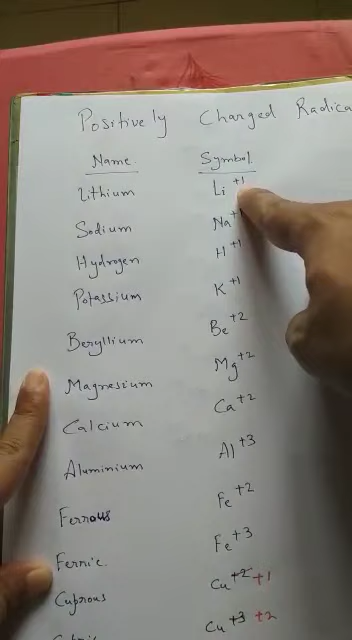 Positively Charged Radica
Name Symbol
Lithium Li +1
Sodium Na +1
Hydrogen H +1
Potassium K +1
Beryllium Be +2
Magnesium Mg +2
Calcium Ca +2
Aluminium Al +3
Ferrous Fe +2
Ferric Fe +3
Cuprous Cu +2 +1
Cu +3 +2